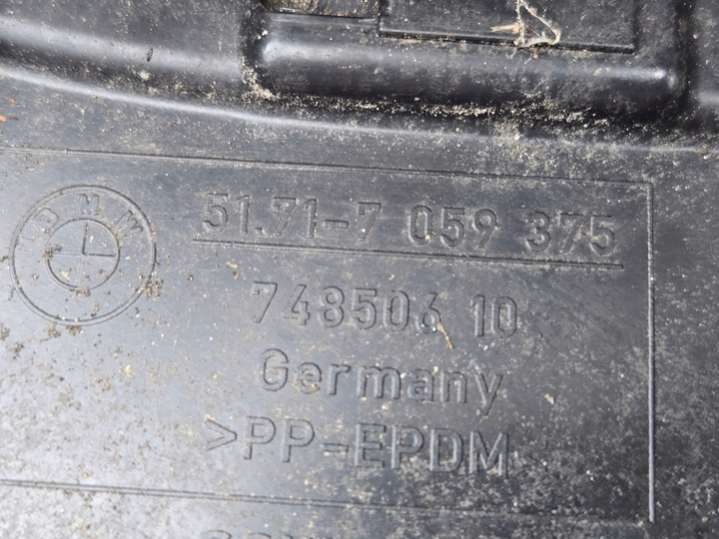 BMW
51.71-7 059 375
748506 10
Germany
>PP-EPDM